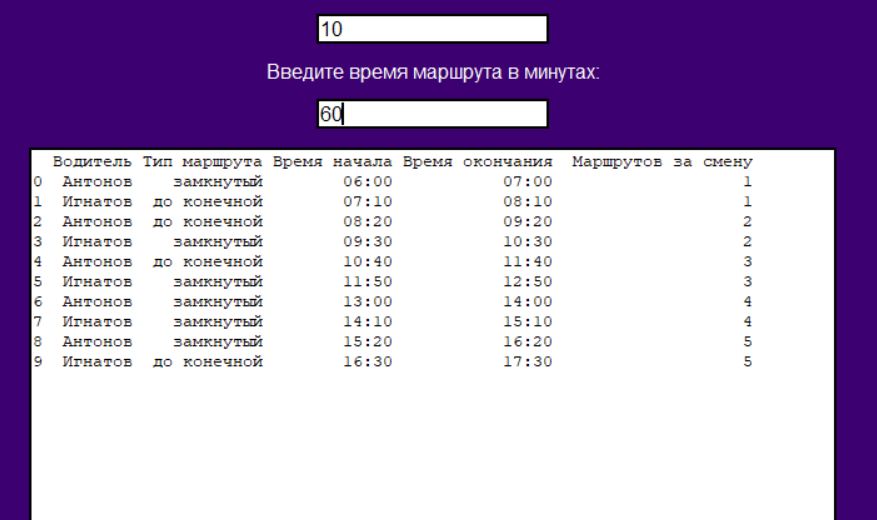 10
Введите время маршрута в минутах:
60
Водитель Тип маршрута Время начала Время окончания Маршрутов за смену
0 Антонов замкнутый 06:00 07:00 1
1 Игнатов до конечной 07:10 08:10 1
2 Антонов до конечной 08:20 09:20 2
3 Игнатов замкнутый 09:30 10:30 2
4 Антонов до конечной 10:40 11:40 3
5 Игнатов замкнутый 11:50 12:50 3
6 Антонов замкнутый 13:00 14:00 4
7 Игнатов замкнутый 14:10 15:10 4
8 Антонов замкнутый 15:20 16:20 5
9 Игнатов до конечной 16:30 17:30 5